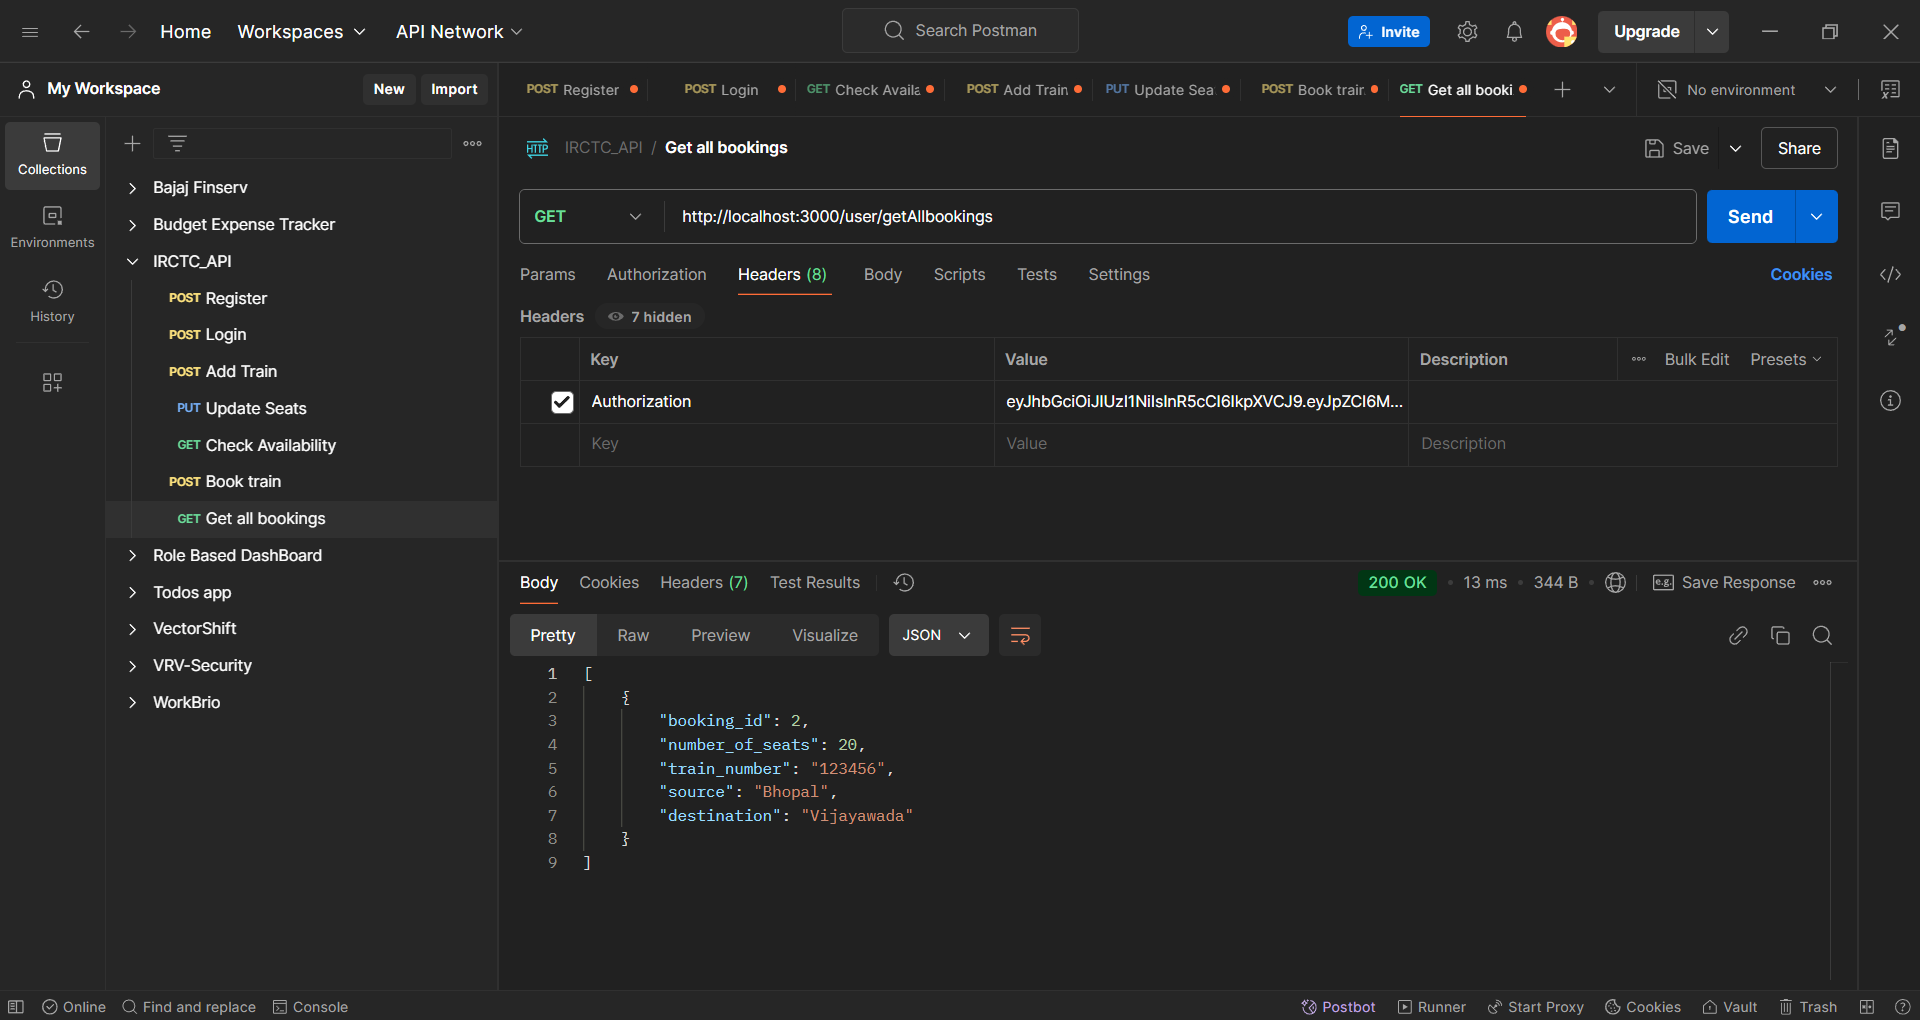 Home Workspaces API Network Search Postman Invite Upgrade
My Workspace New Import
POST Register POST Login GET Check Availa POST Add Train PUT Update Sea POST Book train GET Get all booki No environment
Collections
Environments
History
Bajaj Finserv
Budget Expense Tracker
IRCTC_API
POST Register
POST Login
POST Add Train
PUT Update Seats
GET Check Availability
POST Book train
GET Get all bookings
Role Based DashBoard
Todos app
VectorShift
VRV-Security
WorkBrio
HTTP IRCTC_API / Get all bookings Save Share
GET http://localhost:3000/user/getAllbookings Send
Params Authorization Headers (8) Body Scripts Tests Settings Cookies
Headers 7 hidden
Key Value Description Bulk Edit Presets
Authorization eyJhbGciOiJIUzI1NiIsInR5cCI6IkpXVCJ9.eyJpZCI6M...
Key Value Description
Body Cookies Headers (7) Test Results 200 OK 13 ms 344 B e.g. Save Response
Pretty Raw Preview Visualize JSON
1 [
2 {
3 "booking_id": 2,
4 "number_of_seats": 20,
5 "train_number": "123456",
6 "source": "Bhopal",
7 "destination": "Vijayawada"
8 }
9 ]
Online Find and replace Console Postbot Runner Start Proxy Cookies Vault Trash